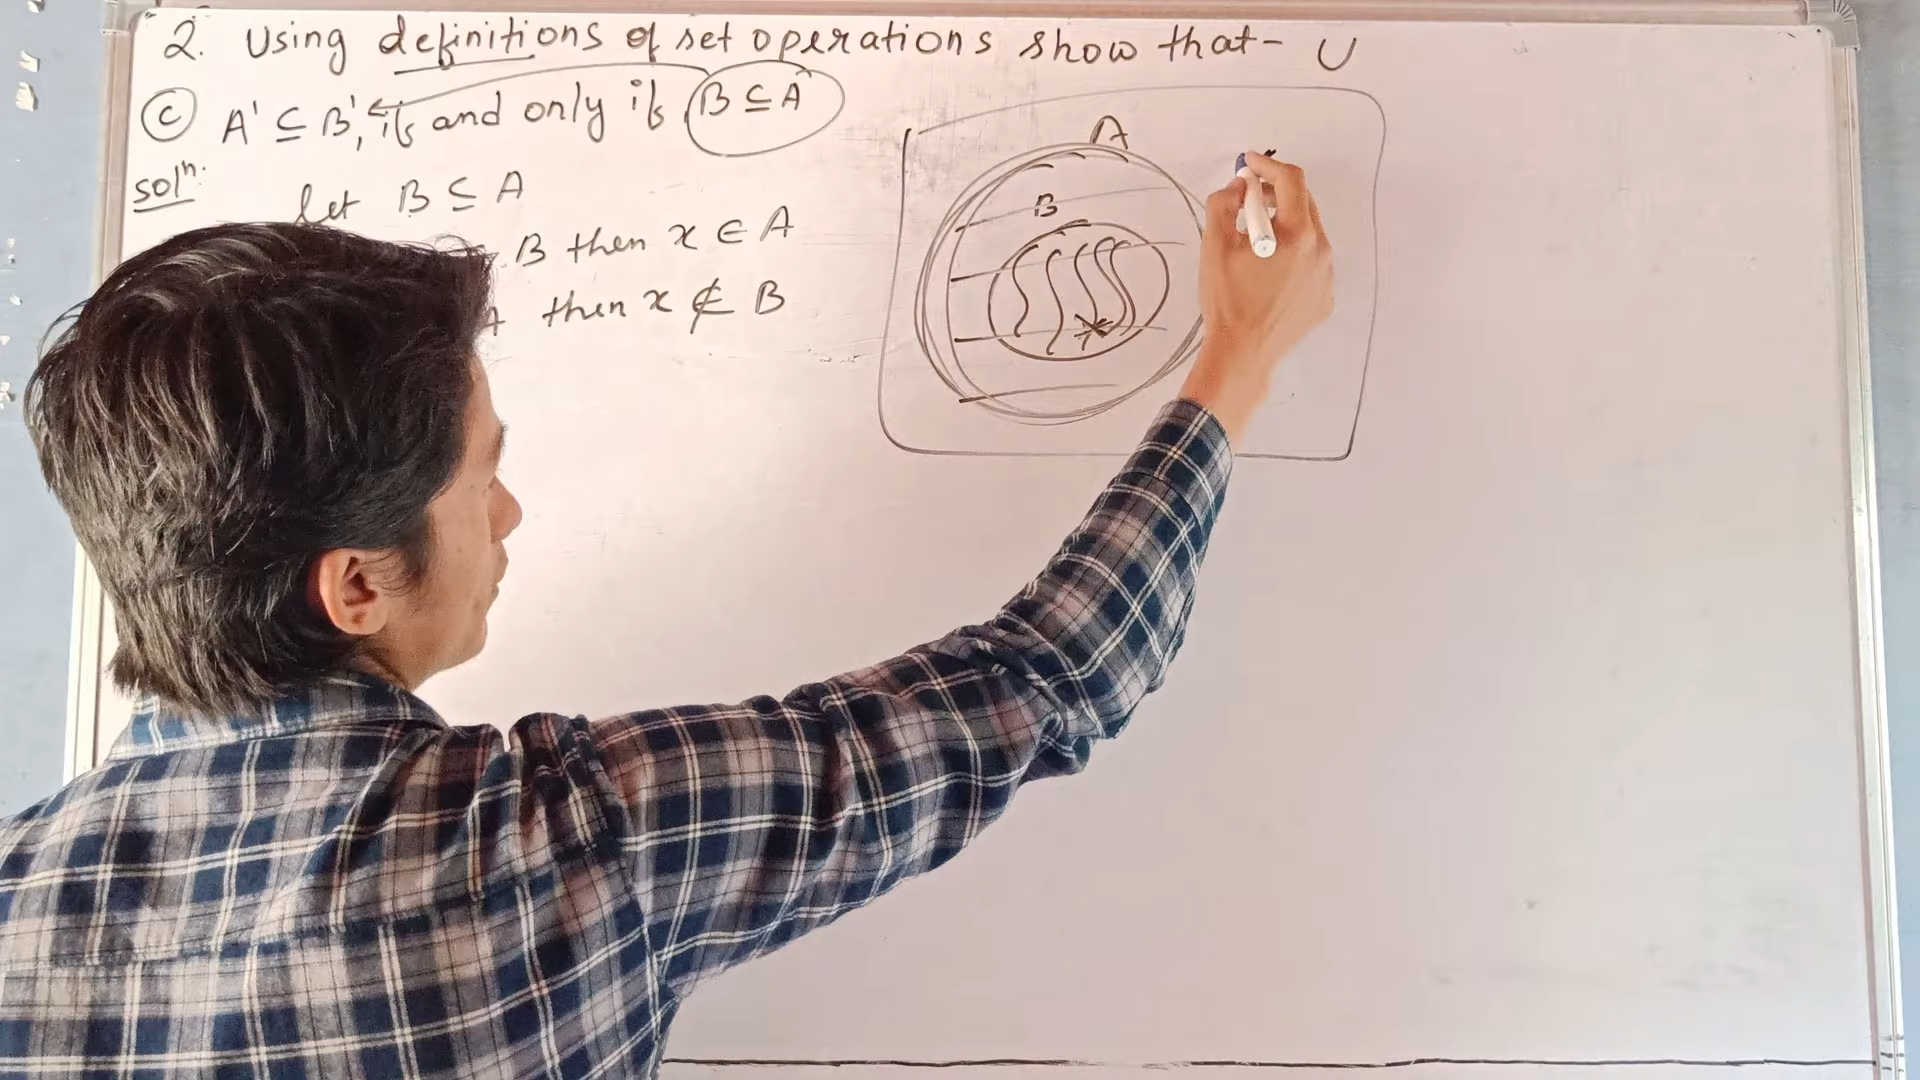 2. Using definitions of set operations show that-
U
(c) A' ⊆ B', if and only if B ⊆ A
solⁿ:
let B ⊆ A
B then x ∈ A
then x ∉ B
A
B